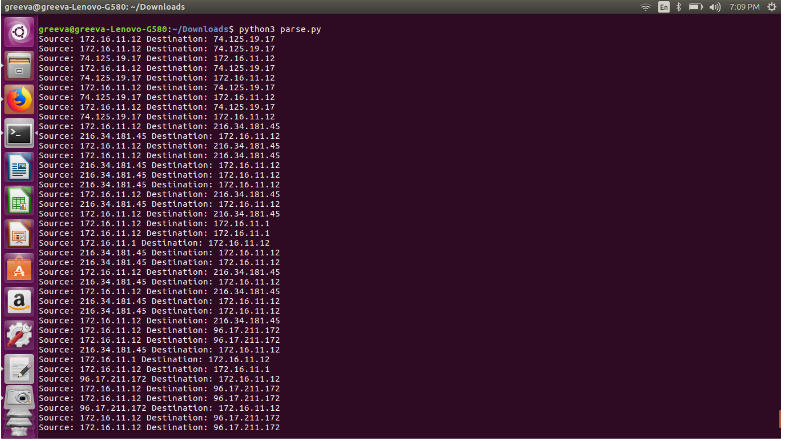 greeva@greeva-Lenovo-G580: ~/Downloads
En
7:09 PM
greeva@greeva-Lenovo-G580:~/Downloads$ python3 parse.py
Source: 172.16.11.12 Destination: 74.125.19.17
Source: 172.16.11.12 Destination: 74.125.19.17
Source: 74.125.19.17 Destination: 172.16.11.12
Source: 172.16.11.12 Destination: 74.125.19.17
Source: 74.125.19.17 Destination: 172.16.11.12
Source: 172.16.11.12 Destination: 74.125.19.17
Source: 74.125.19.17 Destination: 172.16.11.12
Source: 172.16.11.12 Destination: 74.125.19.17
Source: 74.125.19.17 Destination: 172.16.11.12
Source: 172.16.11.12 Destination: 216.34.181.45
Source: 216.34.181.45 Destination: 172.16.11.12
Source: 172.16.11.12 Destination: 216.34.181.45
Source: 172.16.11.12 Destination: 216.34.181.45
Source: 216.34.181.45 Destination: 172.16.11.12
Source: 216.34.181.45 Destination: 172.16.11.12
Source: 216.34.181.45 Destination: 172.16.11.12
Source: 172.16.11.12 Destination: 216.34.181.45
Source: 216.34.181.45 Destination: 172.16.11.12
Source: 172.16.11.12 Destination: 216.34.181.45
Source: 172.16.11.12 Destination: 172.16.11.1
Source: 172.16.11.12 Destination: 172.16.11.1
Source: 172.16.11.1 Destination: 172.16.11.12
Source: 216.34.181.45 Destination: 172.16.11.12
Source: 216.34.181.45 Destination: 172.16.11.12
Source: 172.16.11.12 Destination: 216.34.181.45
Source: 216.34.181.45 Destination: 172.16.11.12
Source: 172.16.11.12 Destination: 216.34.181.45
Source: 216.34.181.45 Destination: 172.16.11.12
Source: 216.34.181.45 Destination: 172.16.11.12
Source: 172.16.11.12 Destination: 216.34.181.45
Source: 172.16.11.12 Destination: 96.17.211.172
Source: 172.16.11.12 Destination: 96.17.211.172
Source: 216.34.181.45 Destination: 172.16.11.12
Source: 172.16.11.1 Destination: 172.16.11.12
Source: 172.16.11.12 Destination: 172.16.11.1
Source: 96.17.211.172 Destination: 172.16.11.12
Source: 172.16.11.12 Destination: 96.17.211.172
Source: 172.16.11.12 Destination: 96.17.211.172
Source: 96.17.211.172 Destination: 172.16.11.12
Source: 172.16.11.12 Destination: 96.17.211.172
Source: 172.16.11.12 Destination: 96.17.211.172